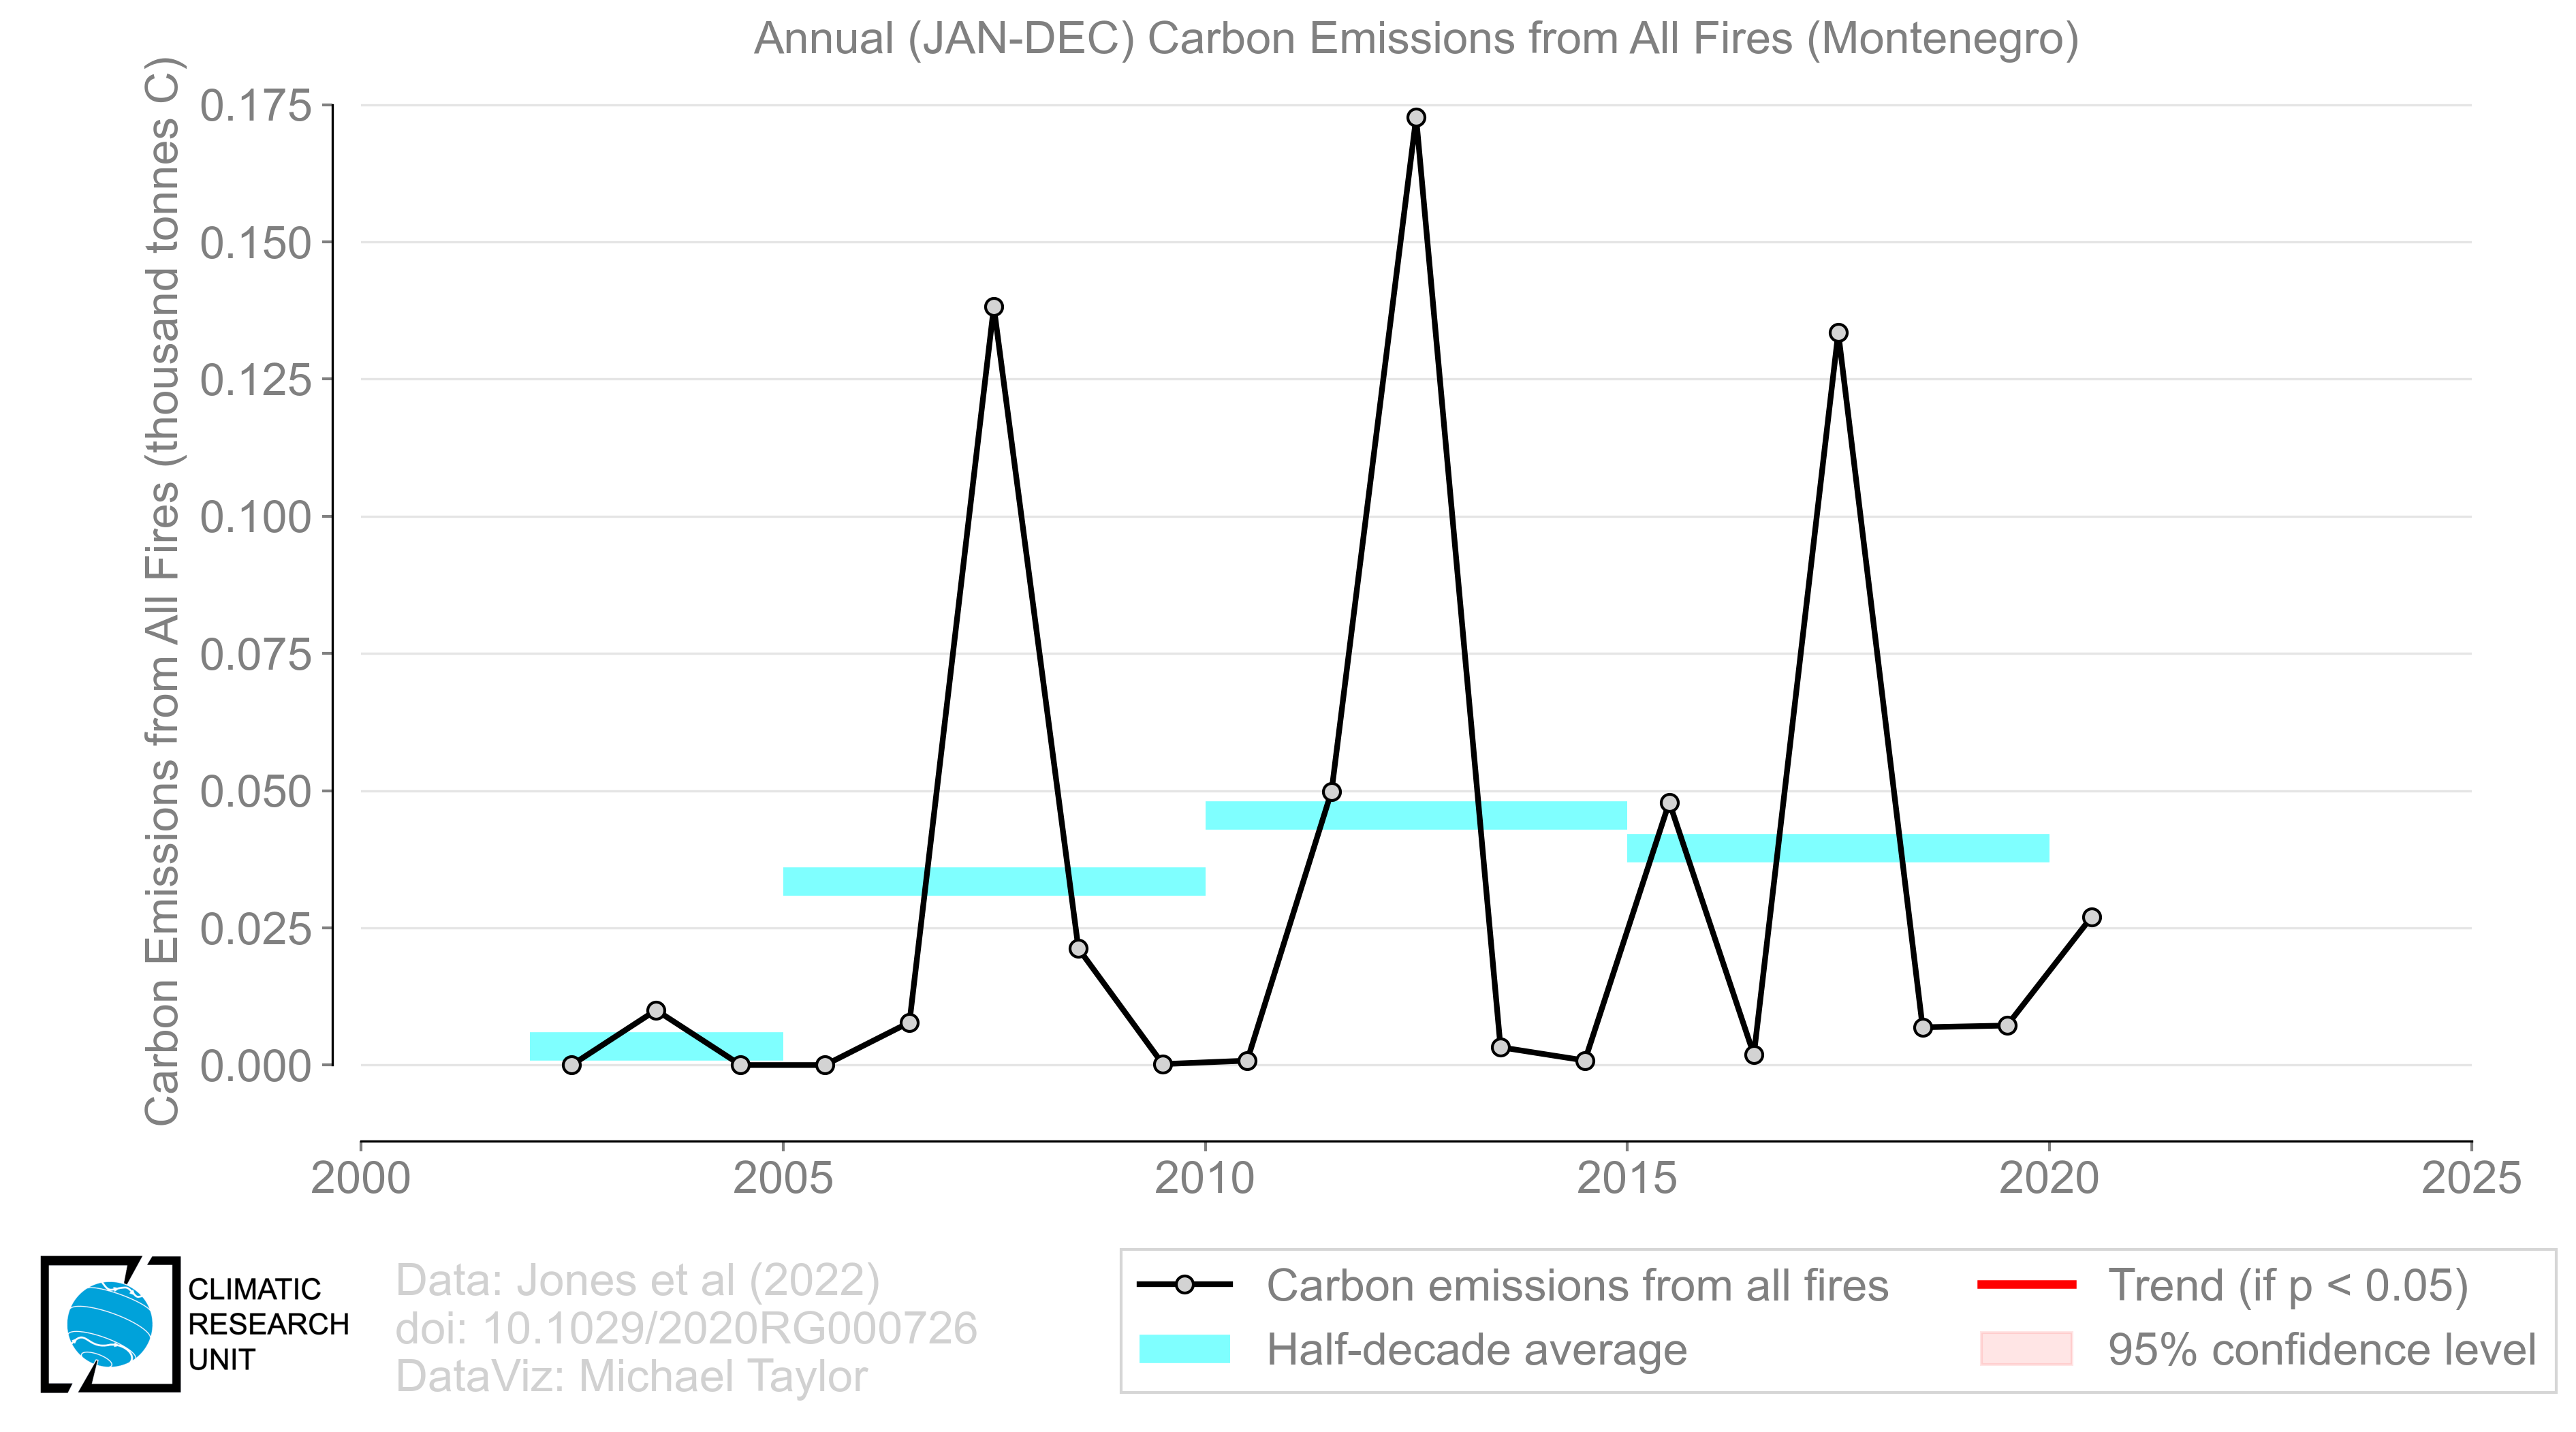 Annual (JAN-DEC) Carbon Emissions from All Fires (Montenegro)
Carbon Emissions from All Fires (thousand tonnes C)
0.175
0.150
0.125
0.100
0.075
0.050
0.025
0.000
2000 2005 2010 2015 2020 2025
CLIMATIC
RESEARCH
UNIT
Data: Jones et al (2022)
doi: 10.1029/2020RG000726
DataViz: Michael Taylor
Carbon emissions from all fires
Half-decade average
Trend (if p < 0.05)
95% confidence level